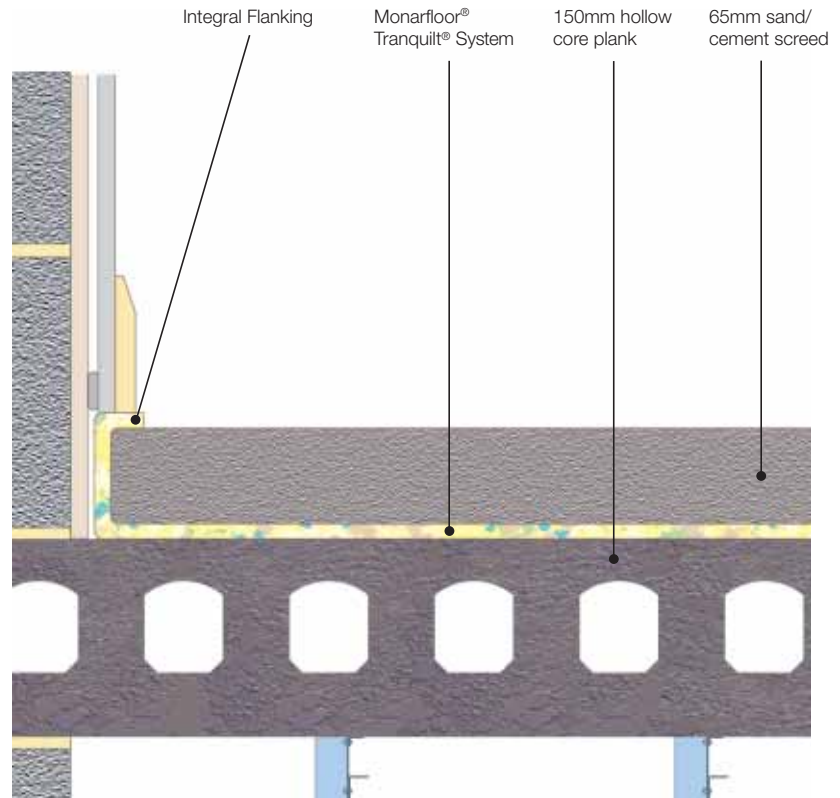 Integral Flanking
Monarfloor®
Tranquilt® System
150mm hollow
core plank
65mm sand/
cement screed